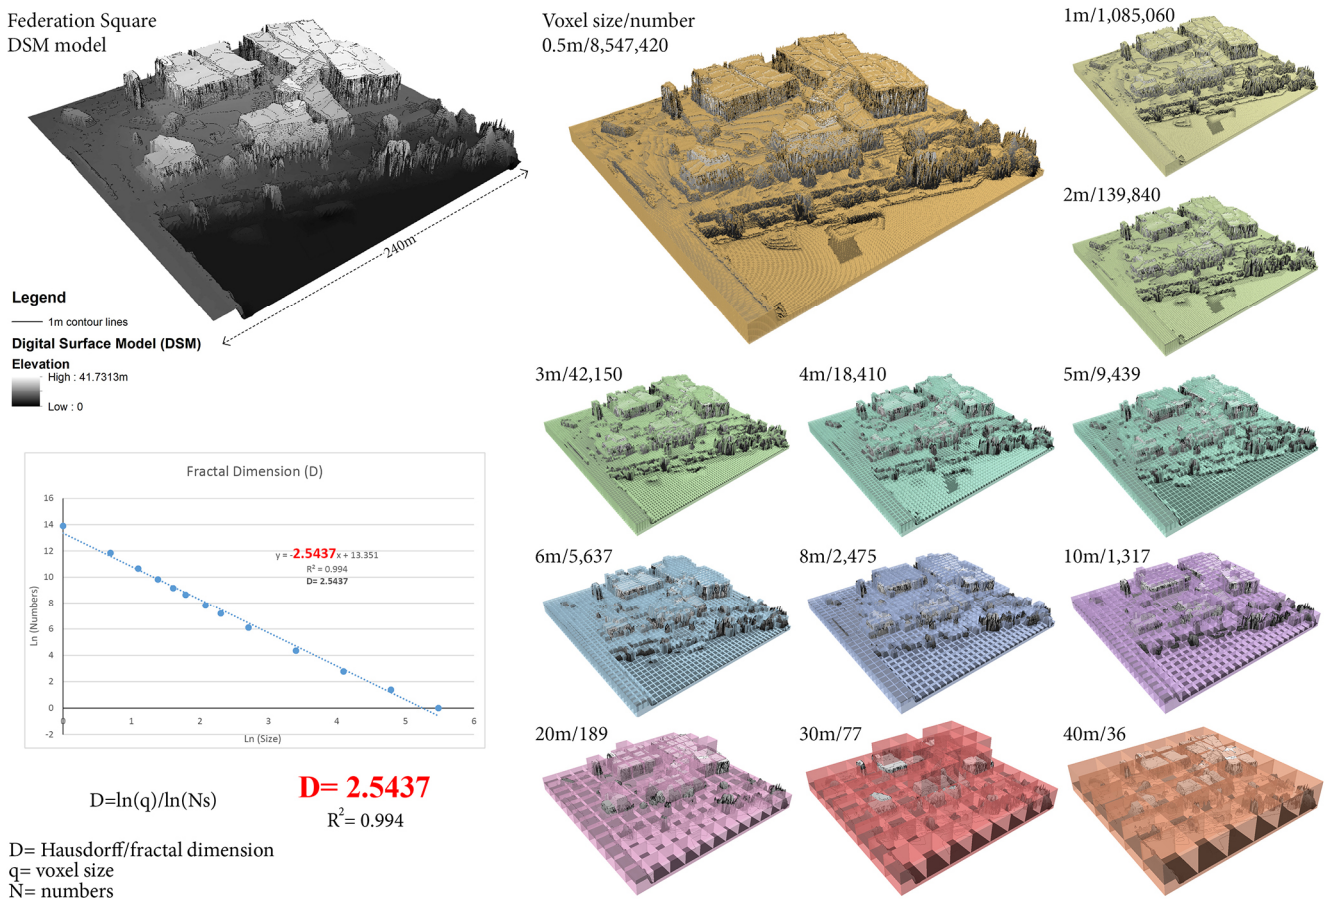 Federation Square
DSM model
240m
Legend
1m contour lines
Digital Surface Model (DSM)
Elevation
High : 41.7313m
Low : 0
Voxel size/number
0.5m/8,547,420
1m/1,085,060
2m/139,840
3m/42,150
4m/18,410
5m/9,439
6m/5,637
8m/2,475
10m/1,317
20m/189
30m/77
40m/36
Fractal Dimension (D)
16
14
12
10
8
6
4
2
0
-2
Ln (Numbers)
y = -2.5437x + 13.351
R² = 0.994
D= 2.5437
0
1
2
3
4
5
6
Ln (Size)
D=ln(q)/ln(Ns)
D= 2.5437
R²= 0.994
D= Hausdorff/fractal dimension
q= voxel size
N= numbers